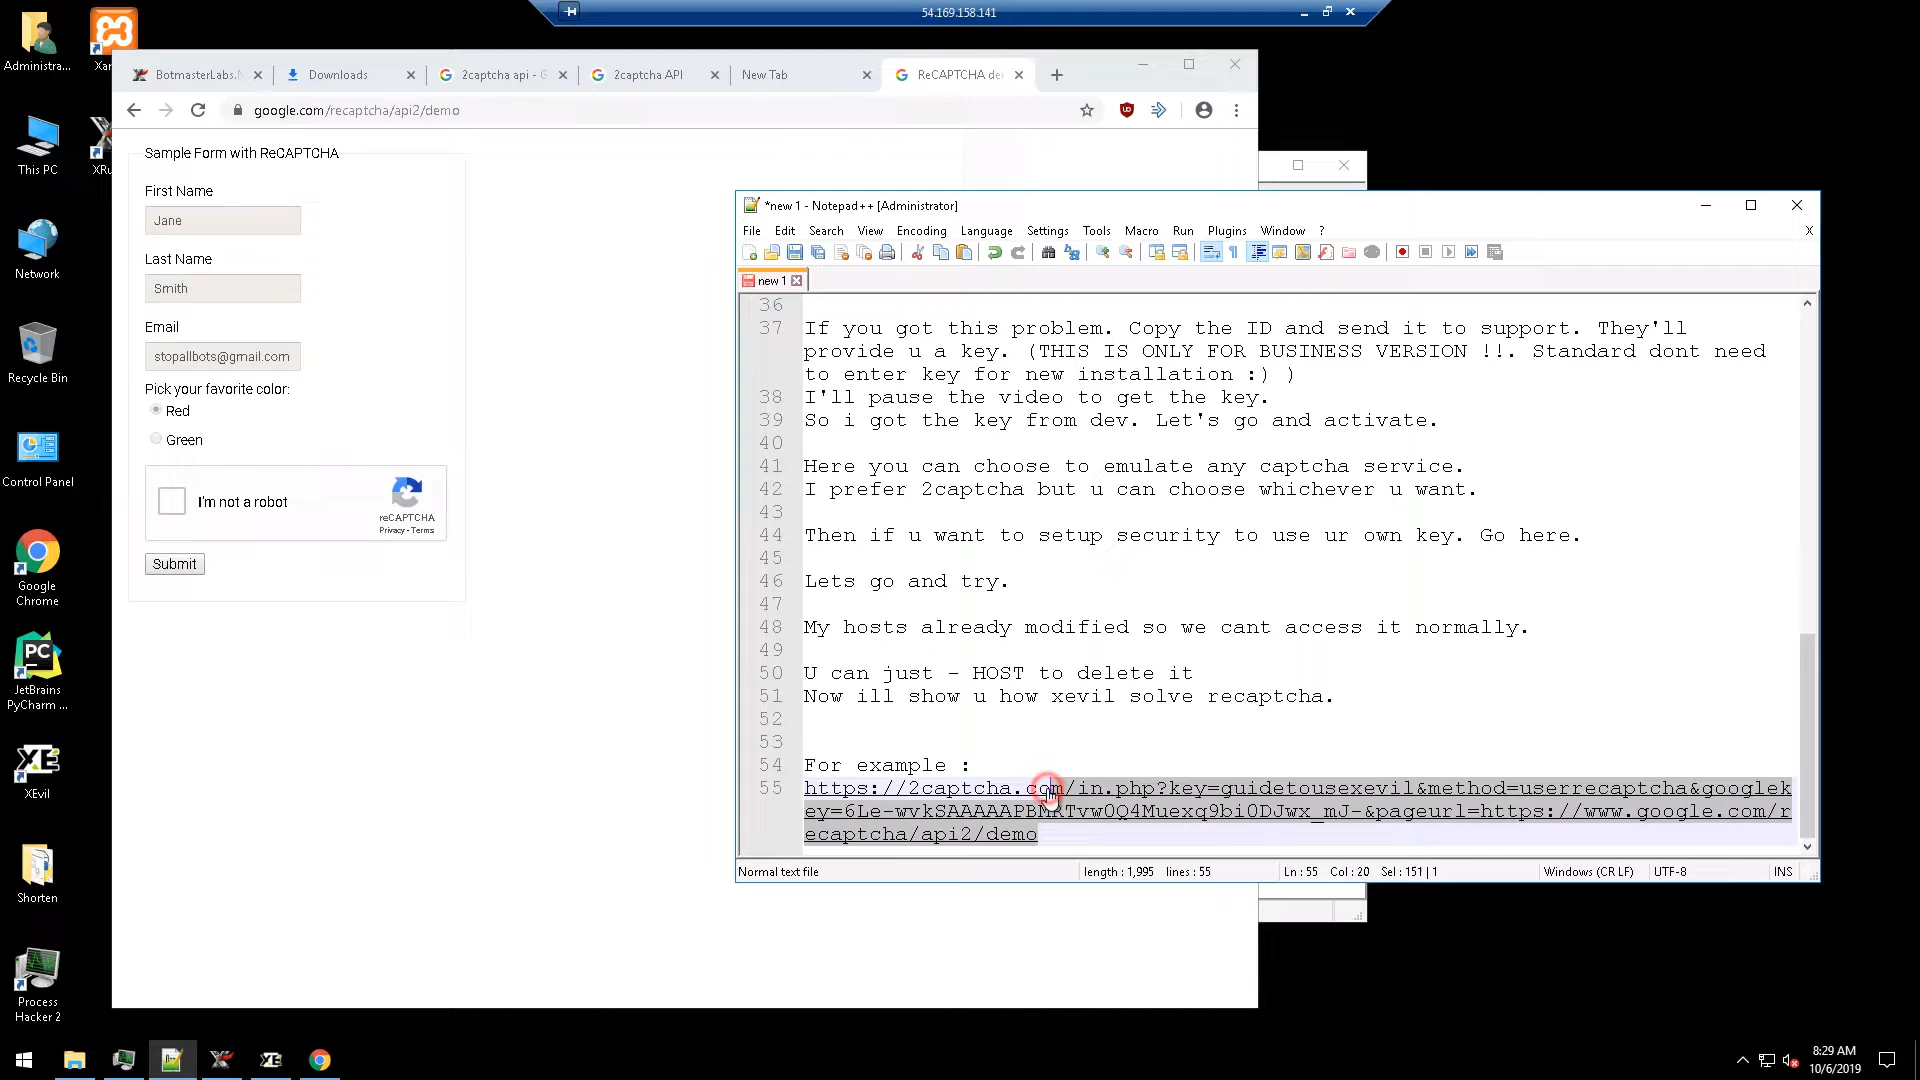 54.169.158.141
Administra...
Xar
This PC
XRu
Network
Recycle Bin
Control Panel
Google
Chrome
JetBrains
PyCharm ...
XEvil
Shorten
Process
Hacker 2
BotmasterLabs.N
Downloads
2captcha api - G
2captcha API
New Tab
ReCAPTCHA de
google.com/recaptcha/api2/demo
Sample Form with ReCAPTCHA
First Name
Jane
Last Name
Smith
Email
stopallbots@gmail.com
Pick your favorite color:
Red
Green
I'm not a robot
reCAPTCHA
Privacy - Terms
Submit
*new 1 - Notepad++ [Administrator]
File Edit Search View Encoding Language Settings Tools Macro Run Plugins Window ? X
new 1
36
37 If you got this problem. Copy the ID and send it to support. They'll
provide u a key. (THIS IS ONLY FOR BUSINESS VERSION !!. Standard dont need
to enter key for new installation :) )
38 I'll pause the video to get the key.
39 So i got the key from dev. Let's go and activate.
40
41 Here you can choose to emulate any captcha service.
42 I prefer 2captcha but u can choose whichever u want.
43
44 Then if u want to setup security to use ur own key. Go here.
45
46 Lets go and try.
47
48 My hosts already modified so we cant access it normally.
49
50 U can just - HOST to delete it
51 Now ill show u how xevil solve recaptcha.
52
53
54 For example :
55 https://2captcha.com/in.php?key=guidetousexevil&method=userrecaptcha&googlek
ey=6Le-wvkSAAAAAPBMRTvw0Q4Muexq9bi0DJwx_mJ-&pageurl=https://www.google.com/r
ecaptcha/api2/demo
Normal text file length : 1,995 lines : 55 Ln : 55 Col : 20 Sel : 151 | 1 Windows (CR LF) UTF-8 INS
8:29 AM
10/6/2019